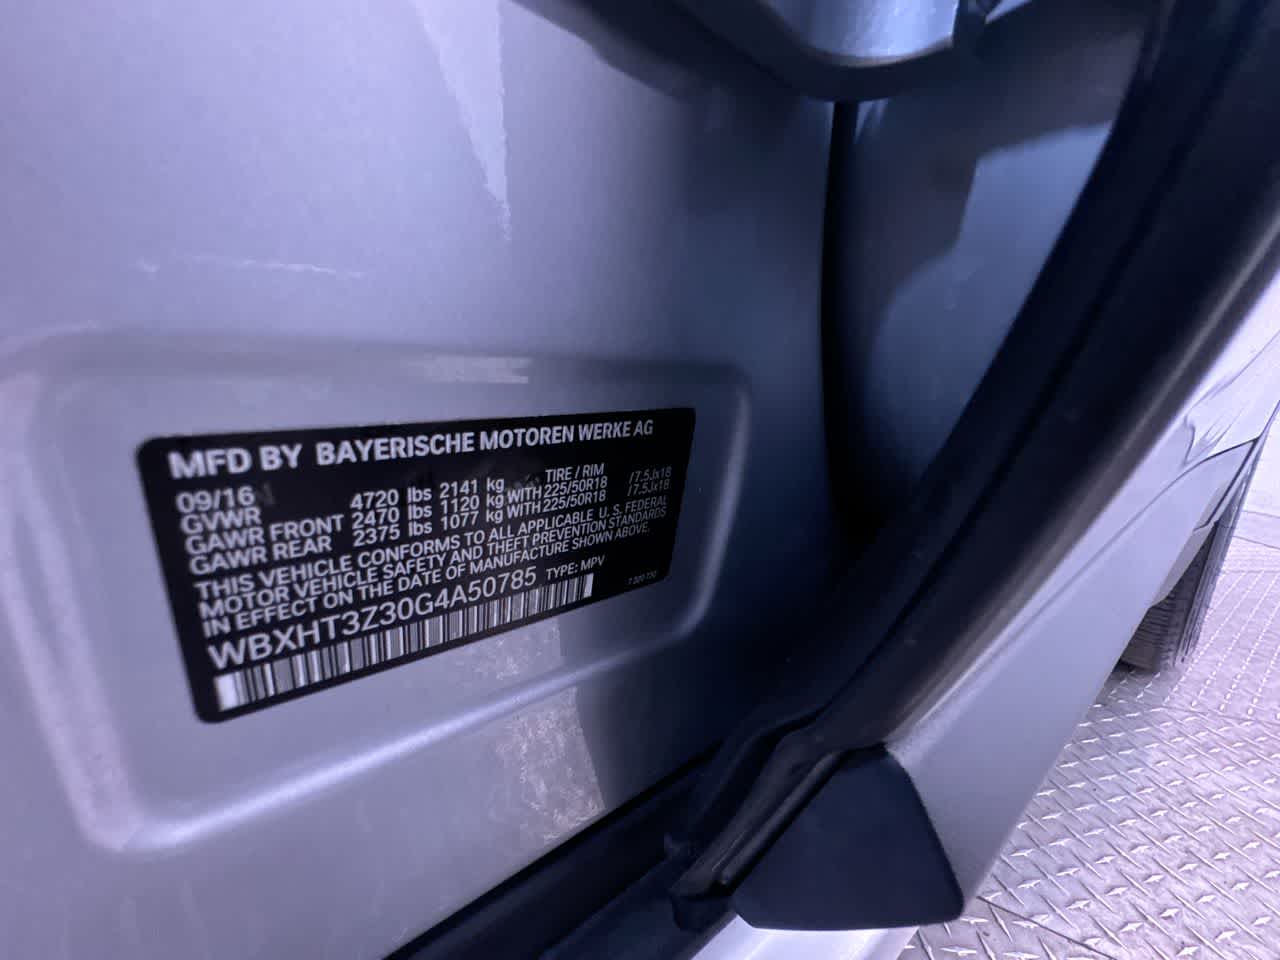 MFD BY BAYERISCHE MOTOREN WERKE AG
09/16
TIRE / RIM
GVWR 4720 lbs 2141 kg
GAWR FRONT 2470 lbs 1120 kg WITH 225/50R18 /7.5Jx18
GAWR REAR 2375 lbs 1077 kg WITH 225/50R18 /7.5Jx18
THIS VEHICLE CONFORMS TO ALL APPLICABLE U.S. FEDERAL
MOTOR VEHICLE SAFETY AND THEFT PREVENTION STANDARDS
IN EFFECT ON THE DATE OF MANUFACTURE SHOWN ABOVE.
WBXHT3Z30G4A50785 TYPE: MPV